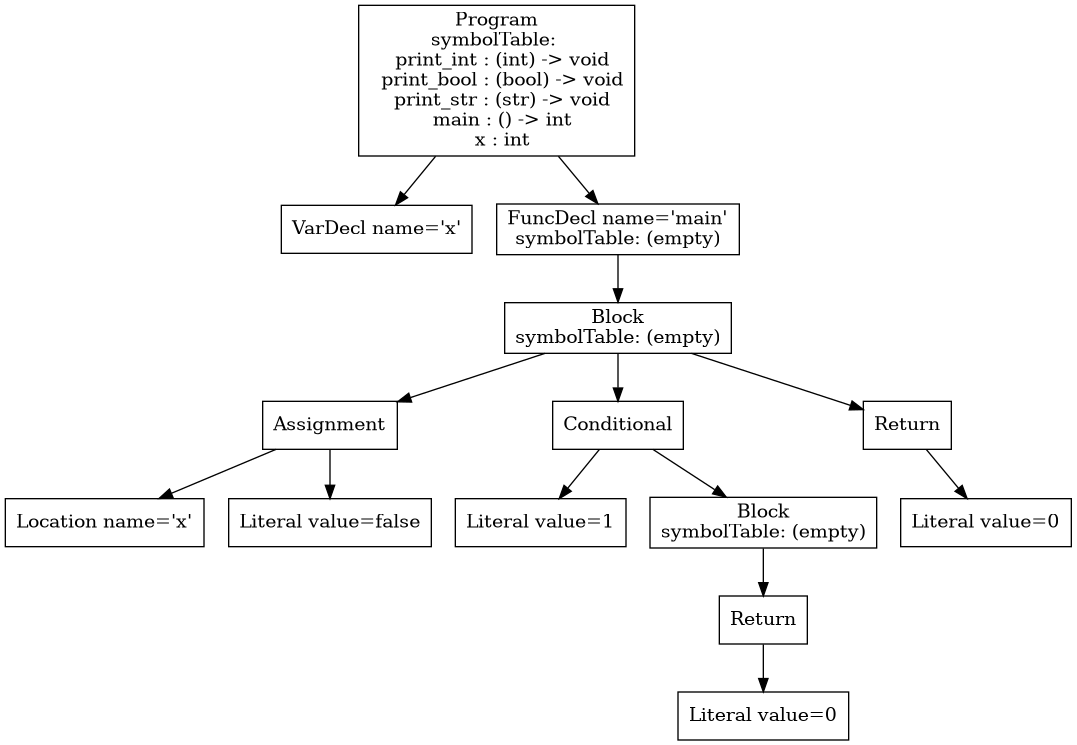 Program
symbolTable:
print_int : (int) -> void
print_bool : (bool) -> void
print_str : (str) -> void
main : () -> int
x : int
VarDecl name='x'
FuncDecl name='main'
symbolTable: (empty)
Block
symbolTable: (empty)
Assignment
Conditional
Return
Location name='x'
Literal value=false
Literal value=1
Block
symbolTable: (empty)
Literal value=0
Return
Literal value=0